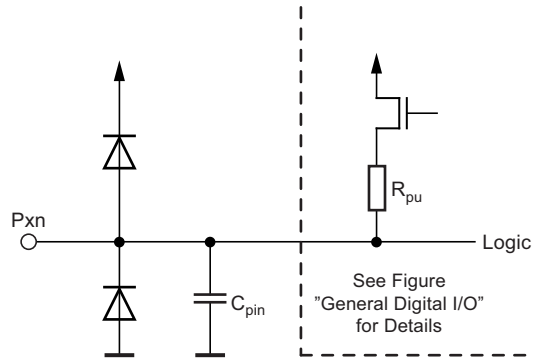 R_pu
Pxn
Logic
C_pin
See Figure
"General Digital I/O"
for Details